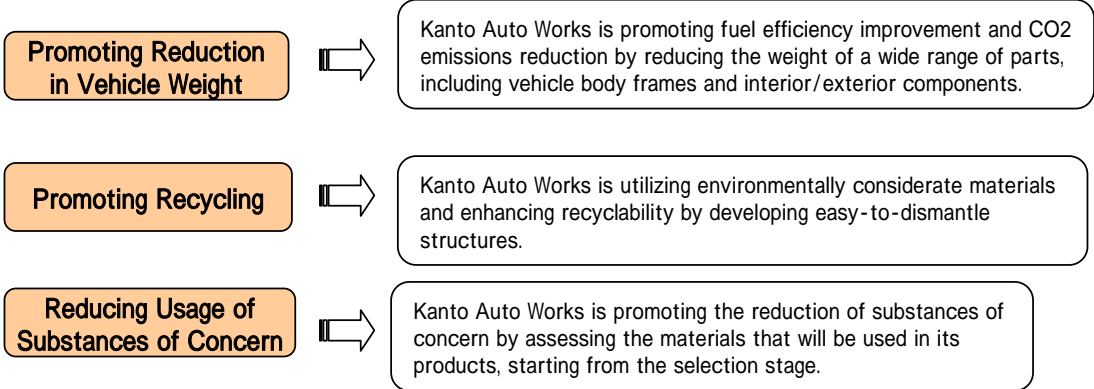 Promoting Reduction
in Vehicle Weight
Kanto Auto Works is promoting fuel efficiency improvement and CO2
emissions reduction by reducing the weight of a wide range of parts,
including vehicle body frames and interior/exterior components.
Promoting Recycling
Kanto Auto Works is utilizing environmentally considerate materials
and enhancing recyclability by developing easy-to-dismantle
structures.
Reducing Usage of
Substances of Concern
Kanto Auto Works is promoting the reduction of substances of
concern by assessing the materials that will be used in its
products, starting from the selection stage.